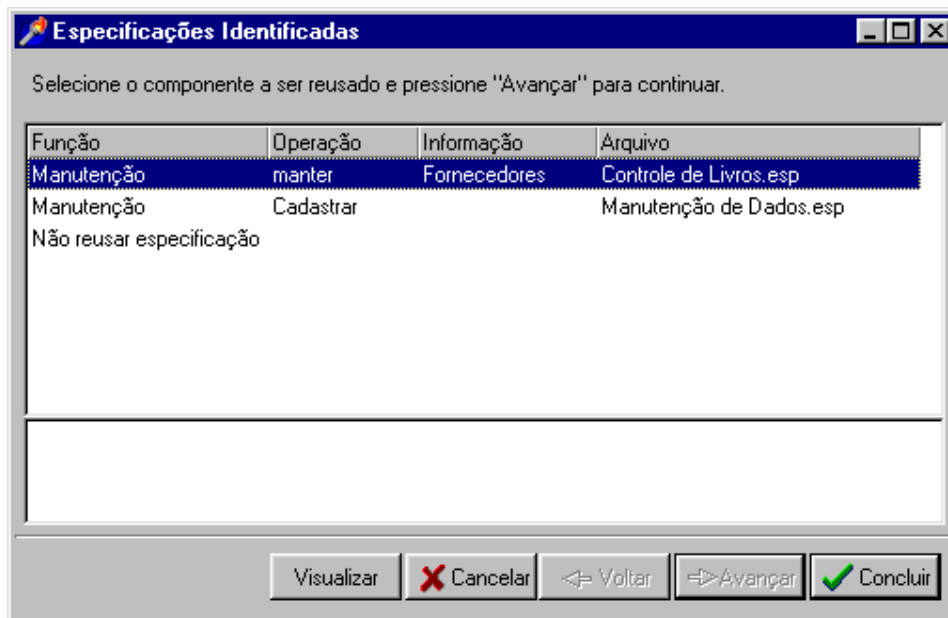 Especificações Identificadas
Selecione o componente a ser reusado e pressione "Avançar" para continuar.
Função Operação Informação Arquivo
Manutenção manter Fornecedores Controle de Livros.esp
Manutenção Cadastrar Manutenção de Dados.esp
Não reusar especificação
Visualizar Cancelar Voltar Avançar Concluir